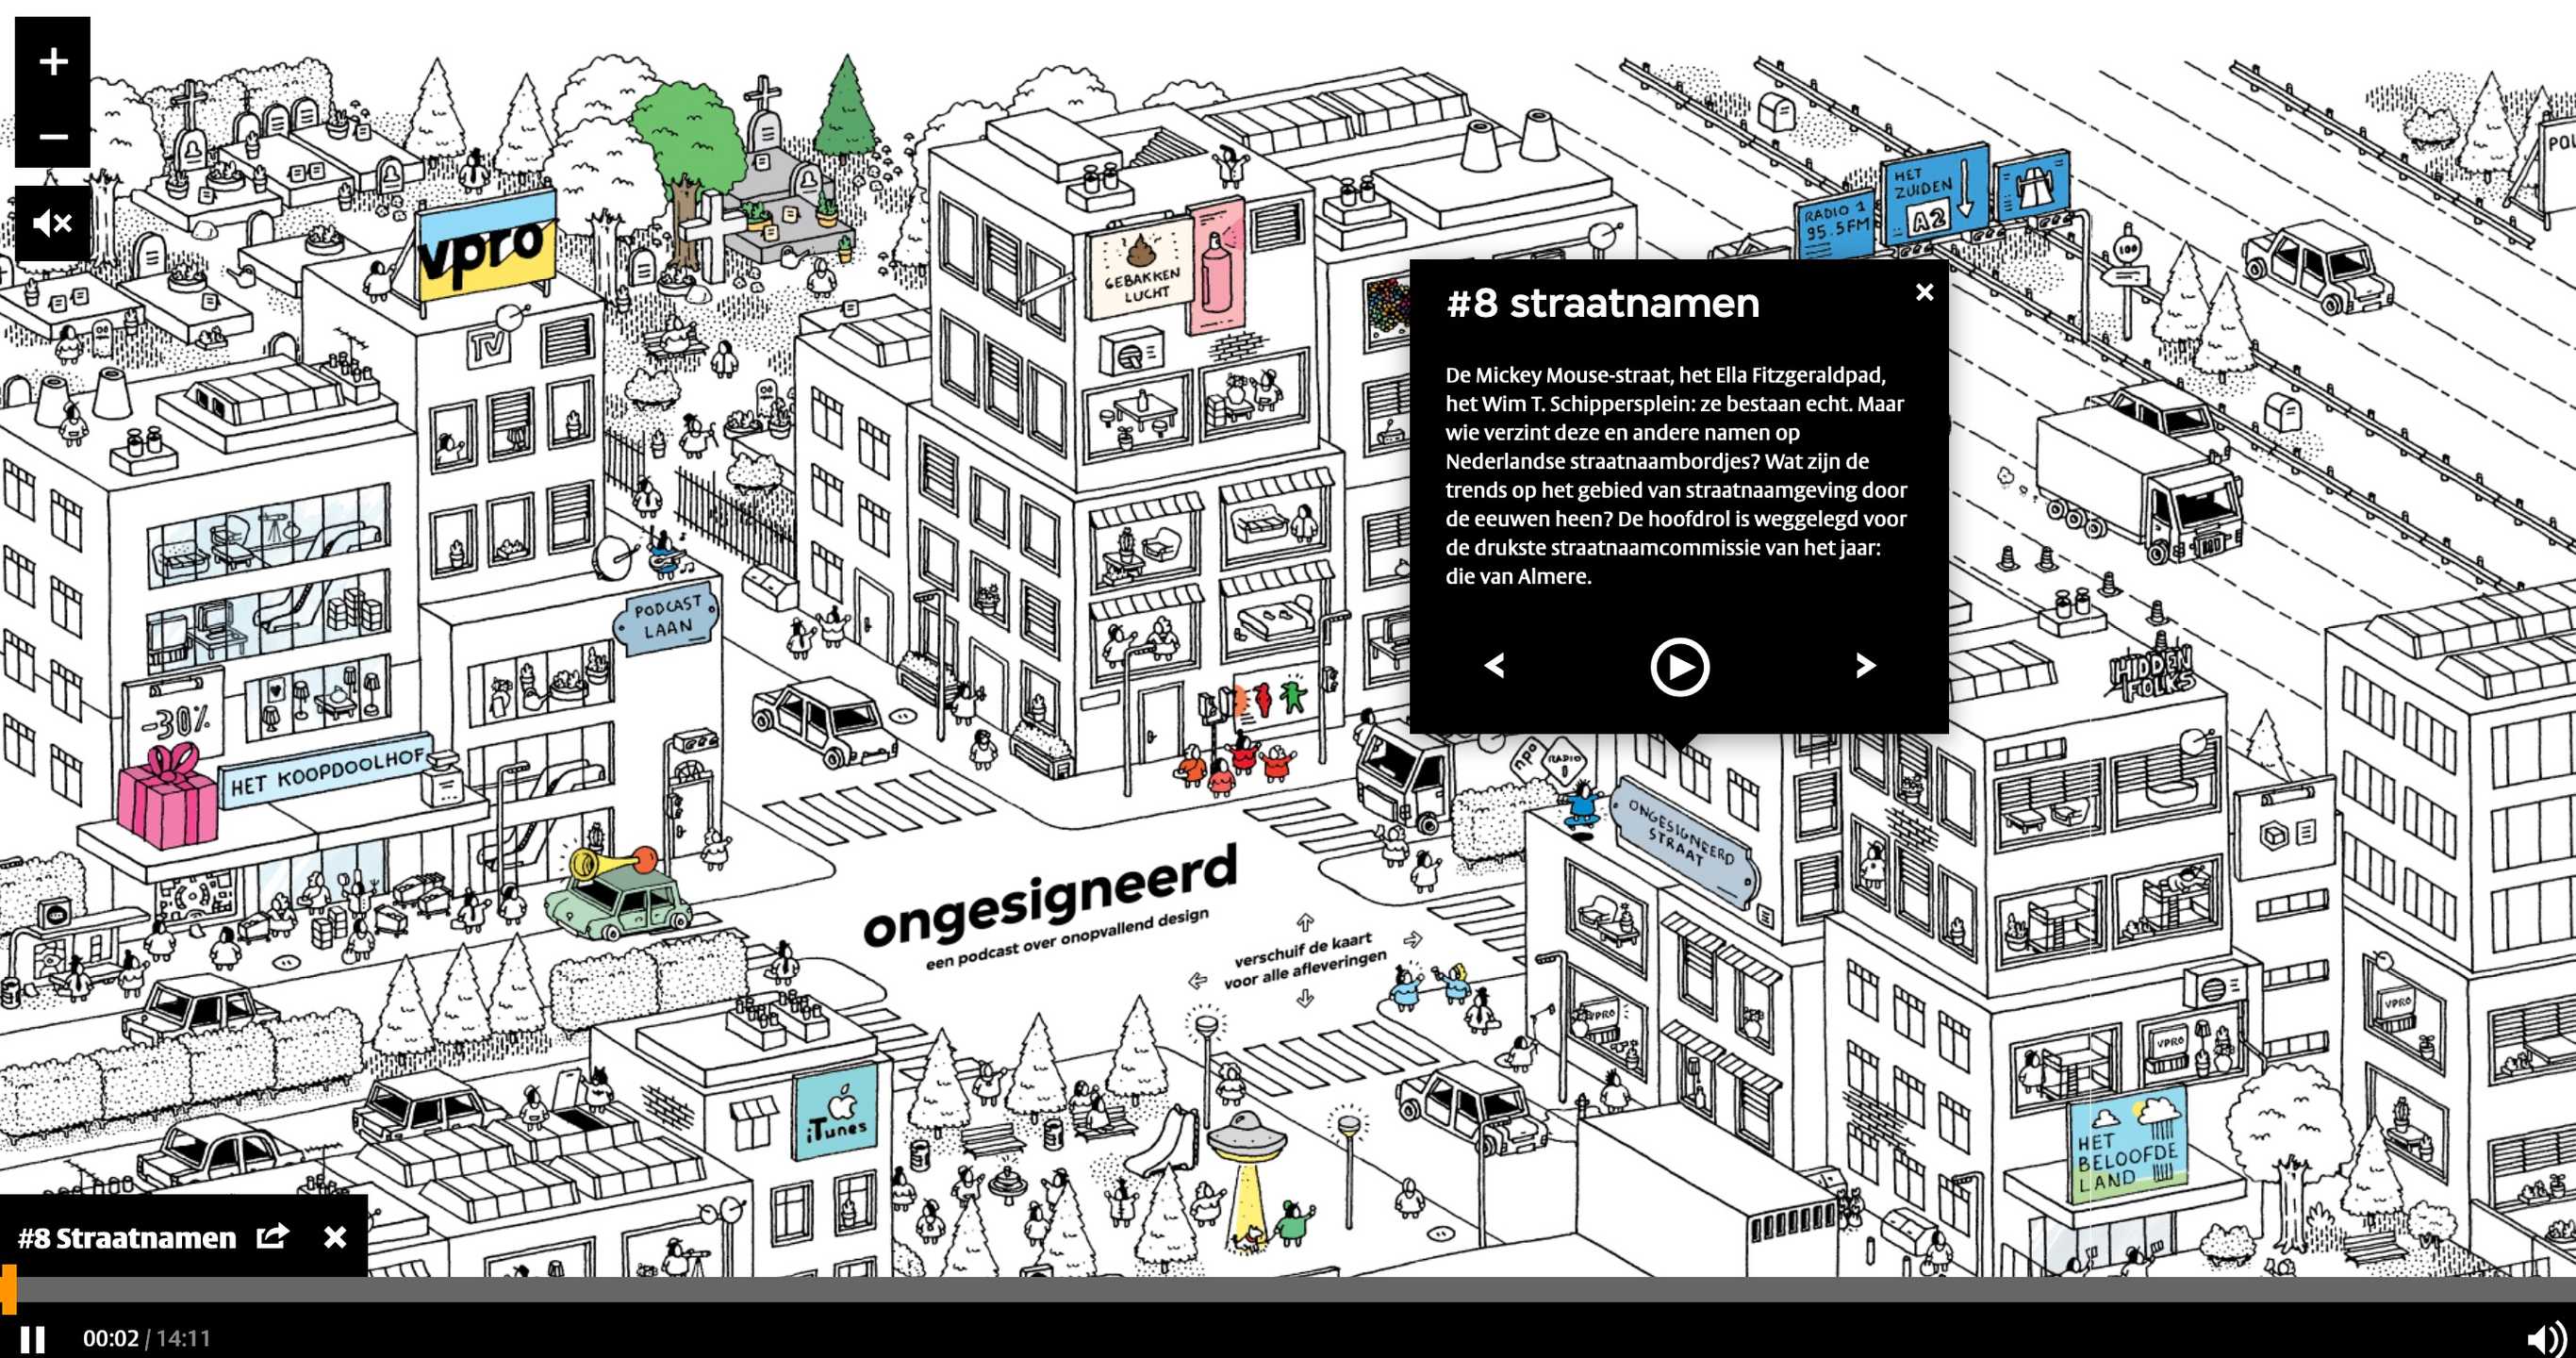 vpro
TV
GEBAKKEN
LUCHT
RADIO 1
95.5FM
HET
ZUIDEN
A2
100
#8 straatnamen
De Mickey Mouse-straat, het Ella Fitzgeraldpad,
het Wim T. Schippersplein: ze bestaan echt. Maar
wie verzint deze en andere namen op
Nederlandse straatnaambordjes? Wat zijn de
trends op het gebied van straatnaamgeving door
de eeuwen heen? De hoofdrol is weggelegd voor
de drukste straatnaamcommissie van het jaar:
die van Almere.
PODCAST
LAAN
-30%
HET KOOPDOOLHOF
HIDDEN
FOLKS
npo
RADIO
1
ONGESIGNEERD
STRAAT
ongesigneerd
een podcast over onopvallend design
verschuif de kaart
voor alle afleveringen
VPRO
VPRO
VPRO
iTunes
HET
BELOOFDE
LAND
#8 Straatnamen
00:02 / 14:11